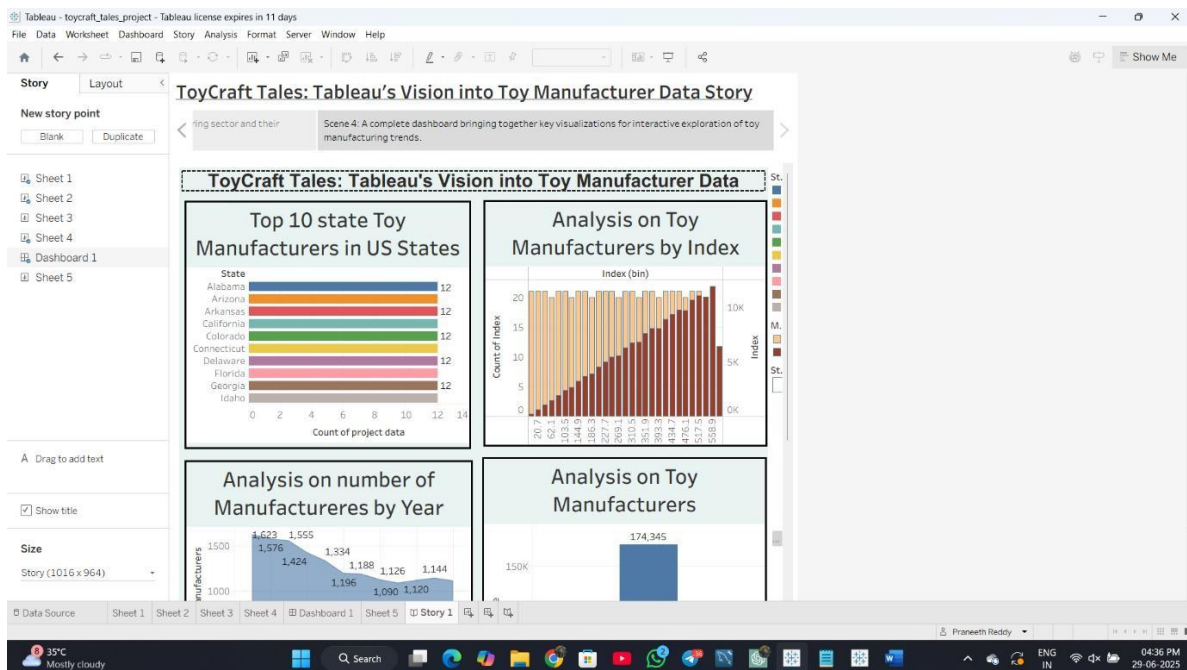 Tableau - toycraft_tales_project - Tableau license expires in 11 days
File Data Worksheet Dashboard Story Analysis Format Server Window Help
Show Me
Story Layout
New story point
Blank Duplicate
Sheet 1
Sheet 2
Sheet 3
Sheet 4
Dashboard 1
Sheet 5
A Drag to add text
Show title
Size
Story (1016 x 964)
ToyCraft Tales: Tableau's Vision into Toy Manufacturer Data Story
ring sector and their
Scene 4: A complete dashboard bringing together key visualizations for interactive exploration of toy
manufacturing trends.
ToyCraft Tales: Tableau's Vision into Toy Manufacturer Data
St.
M.
St.
Top 10 state Toy
Manufacturers in US States
State
Alabama 12
Arizona
Arkansas 12
California
Colorado 12
Connecticut
Delaware 12
Florida
Georgia 12
Idaho
0 2 4 6 8 10 12 14
Count of project data
Analysis on Toy
Manufacturers by Index
Index (bin)
Count of Index
20
15
10
5
0
10K
5K
0K
Index
20.7 62.1 103.5 144.9 186.3 227.7 269.1 310.5 351.9 393.3 434.7 476.1 517.5 558.9
Analysis on number of
Manufactureres by Year
1500
1000
ufacturers
1,623 1,555
1,576 1,424 1,334
1,196 1,188 1,126 1,144
1,090 1,120
Analysis on Toy
Manufacturers
174,345
150K
Data Source Sheet 1 Sheet 2 Sheet 3 Sheet 4 Dashboard 1 Sheet 5 Story 1
Praneeth Reddy
8
35°C
Mostly cloudy
Search
2
ENG
IN
04:36 PM
29-06-2025